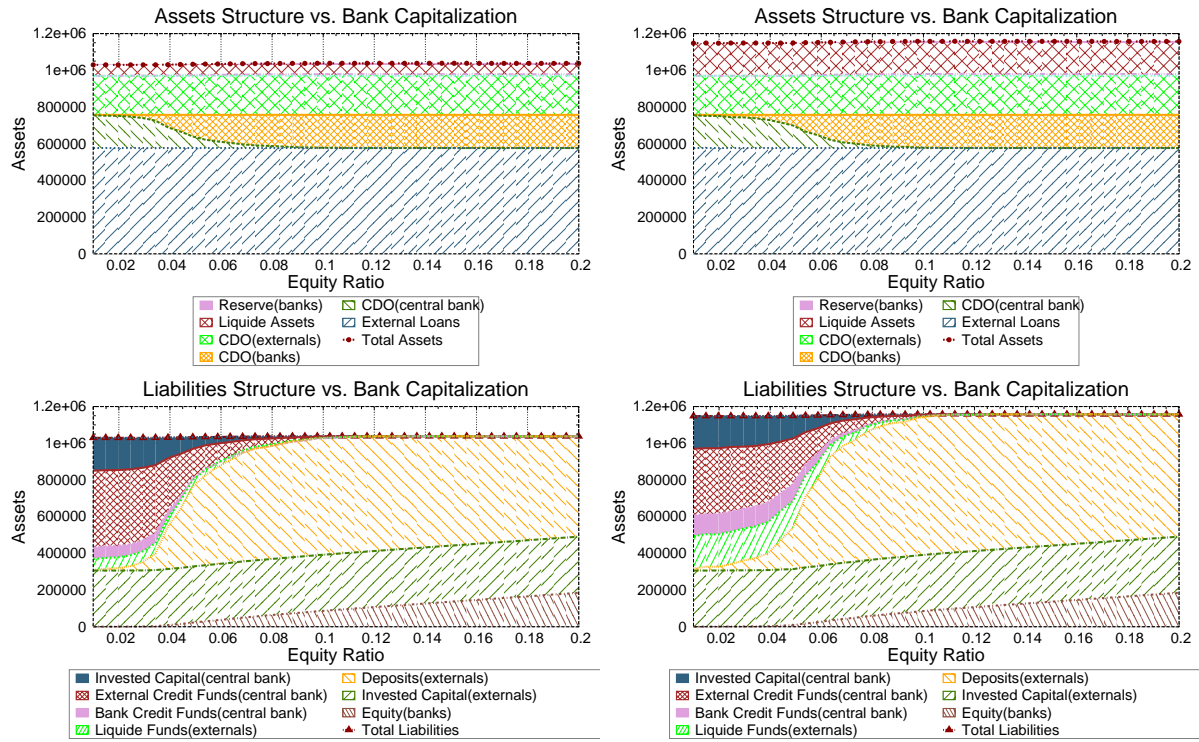 Assets Structure vs. Bank Capitalization
1.2e+06
1e+06
800000
600000
400000
200000
0
Assets
0.02 0.04 0.06 0.08 0.1 0.12 0.14 0.16 0.18 0.2
Equity Ratio
Reserve(banks) CDO(central bank)
Liquide Assets External Loans
CDO(externals) Total Assets
CDO(banks)
Assets Structure vs. Bank Capitalization
1.2e+06
1e+06
800000
600000
400000
200000
0
Assets
0.02 0.04 0.06 0.08 0.1 0.12 0.14 0.16 0.18 0.2
Equity Ratio
Reserve(banks) CDO(central bank)
Liquide Assets External Loans
CDO(externals) Total Assets
CDO(banks)
Liabilities Structure vs. Bank Capitalization
1.2e+06
1e+06
800000
600000
400000
200000
0
Assets
0.02 0.04 0.06 0.08 0.1 0.12 0.14 0.16 0.18 0.2
Equity Ratio
Invested Capital(central bank) Deposits(externals)
External Credit Funds(central bank) Invested Capital(externals)
Bank Credit Funds(central bank) Equity(banks)
Liquide Funds(externals) Total Liabilities
Liabilities Structure vs. Bank Capitalization
1.2e+06
1e+06
800000
600000
400000
200000
0
Assets
0.02 0.04 0.06 0.08 0.1 0.12 0.14 0.16 0.18 0.2
Equity Ratio
Invested Capital(central bank) Deposits(externals)
External Credit Funds(central bank) Invested Capital(externals)
Bank Credit Funds(central bank) Equity(banks)
Liquide Funds(externals) Total Liabilities